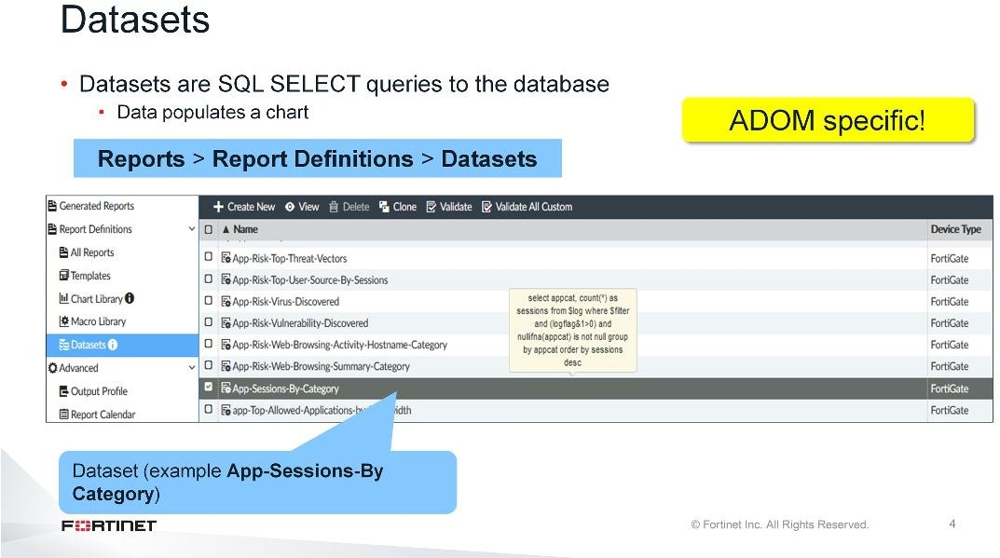 Datasets
• Datasets are SQL SELECT queries to the database
• Data populates a chart
ADOM specific!
Reports > Report Definitions > Datasets
Generated Reports
Report Definitions
All Reports
Templates
Chart Library
Macro Library
Datasets
Advanced
Output Profile
Report Calendar
Create New View Delete Clone Validate Validate All Custom
Name Device Type
App-Risk-Top-Threat-Vectors FortiGate
App-Risk-Top-User-Source-By-Sessions FortiGate
App-Risk-Virus-Discovered FortiGate
App-Risk-Vulnerability-Discovered FortiGate
App-Risk-Web-Browsing-Activity-Hostname-Category FortiGate
App-Risk-Web-Browsing-Summary-Category FortiGate
App-Sessions-By-Category FortiGate
app-Top-Allowed-Applications-by- FortiGate
select appcat, count(*) as
sessions from $log where $filter
and (logflag&1>0) and
nullifna(appcat) is not null group
by appcat order by sessions
desc
Dataset (example App-Sessions-By
Category)
FORTINET
© Fortinet Inc. All Rights Reserved.
4